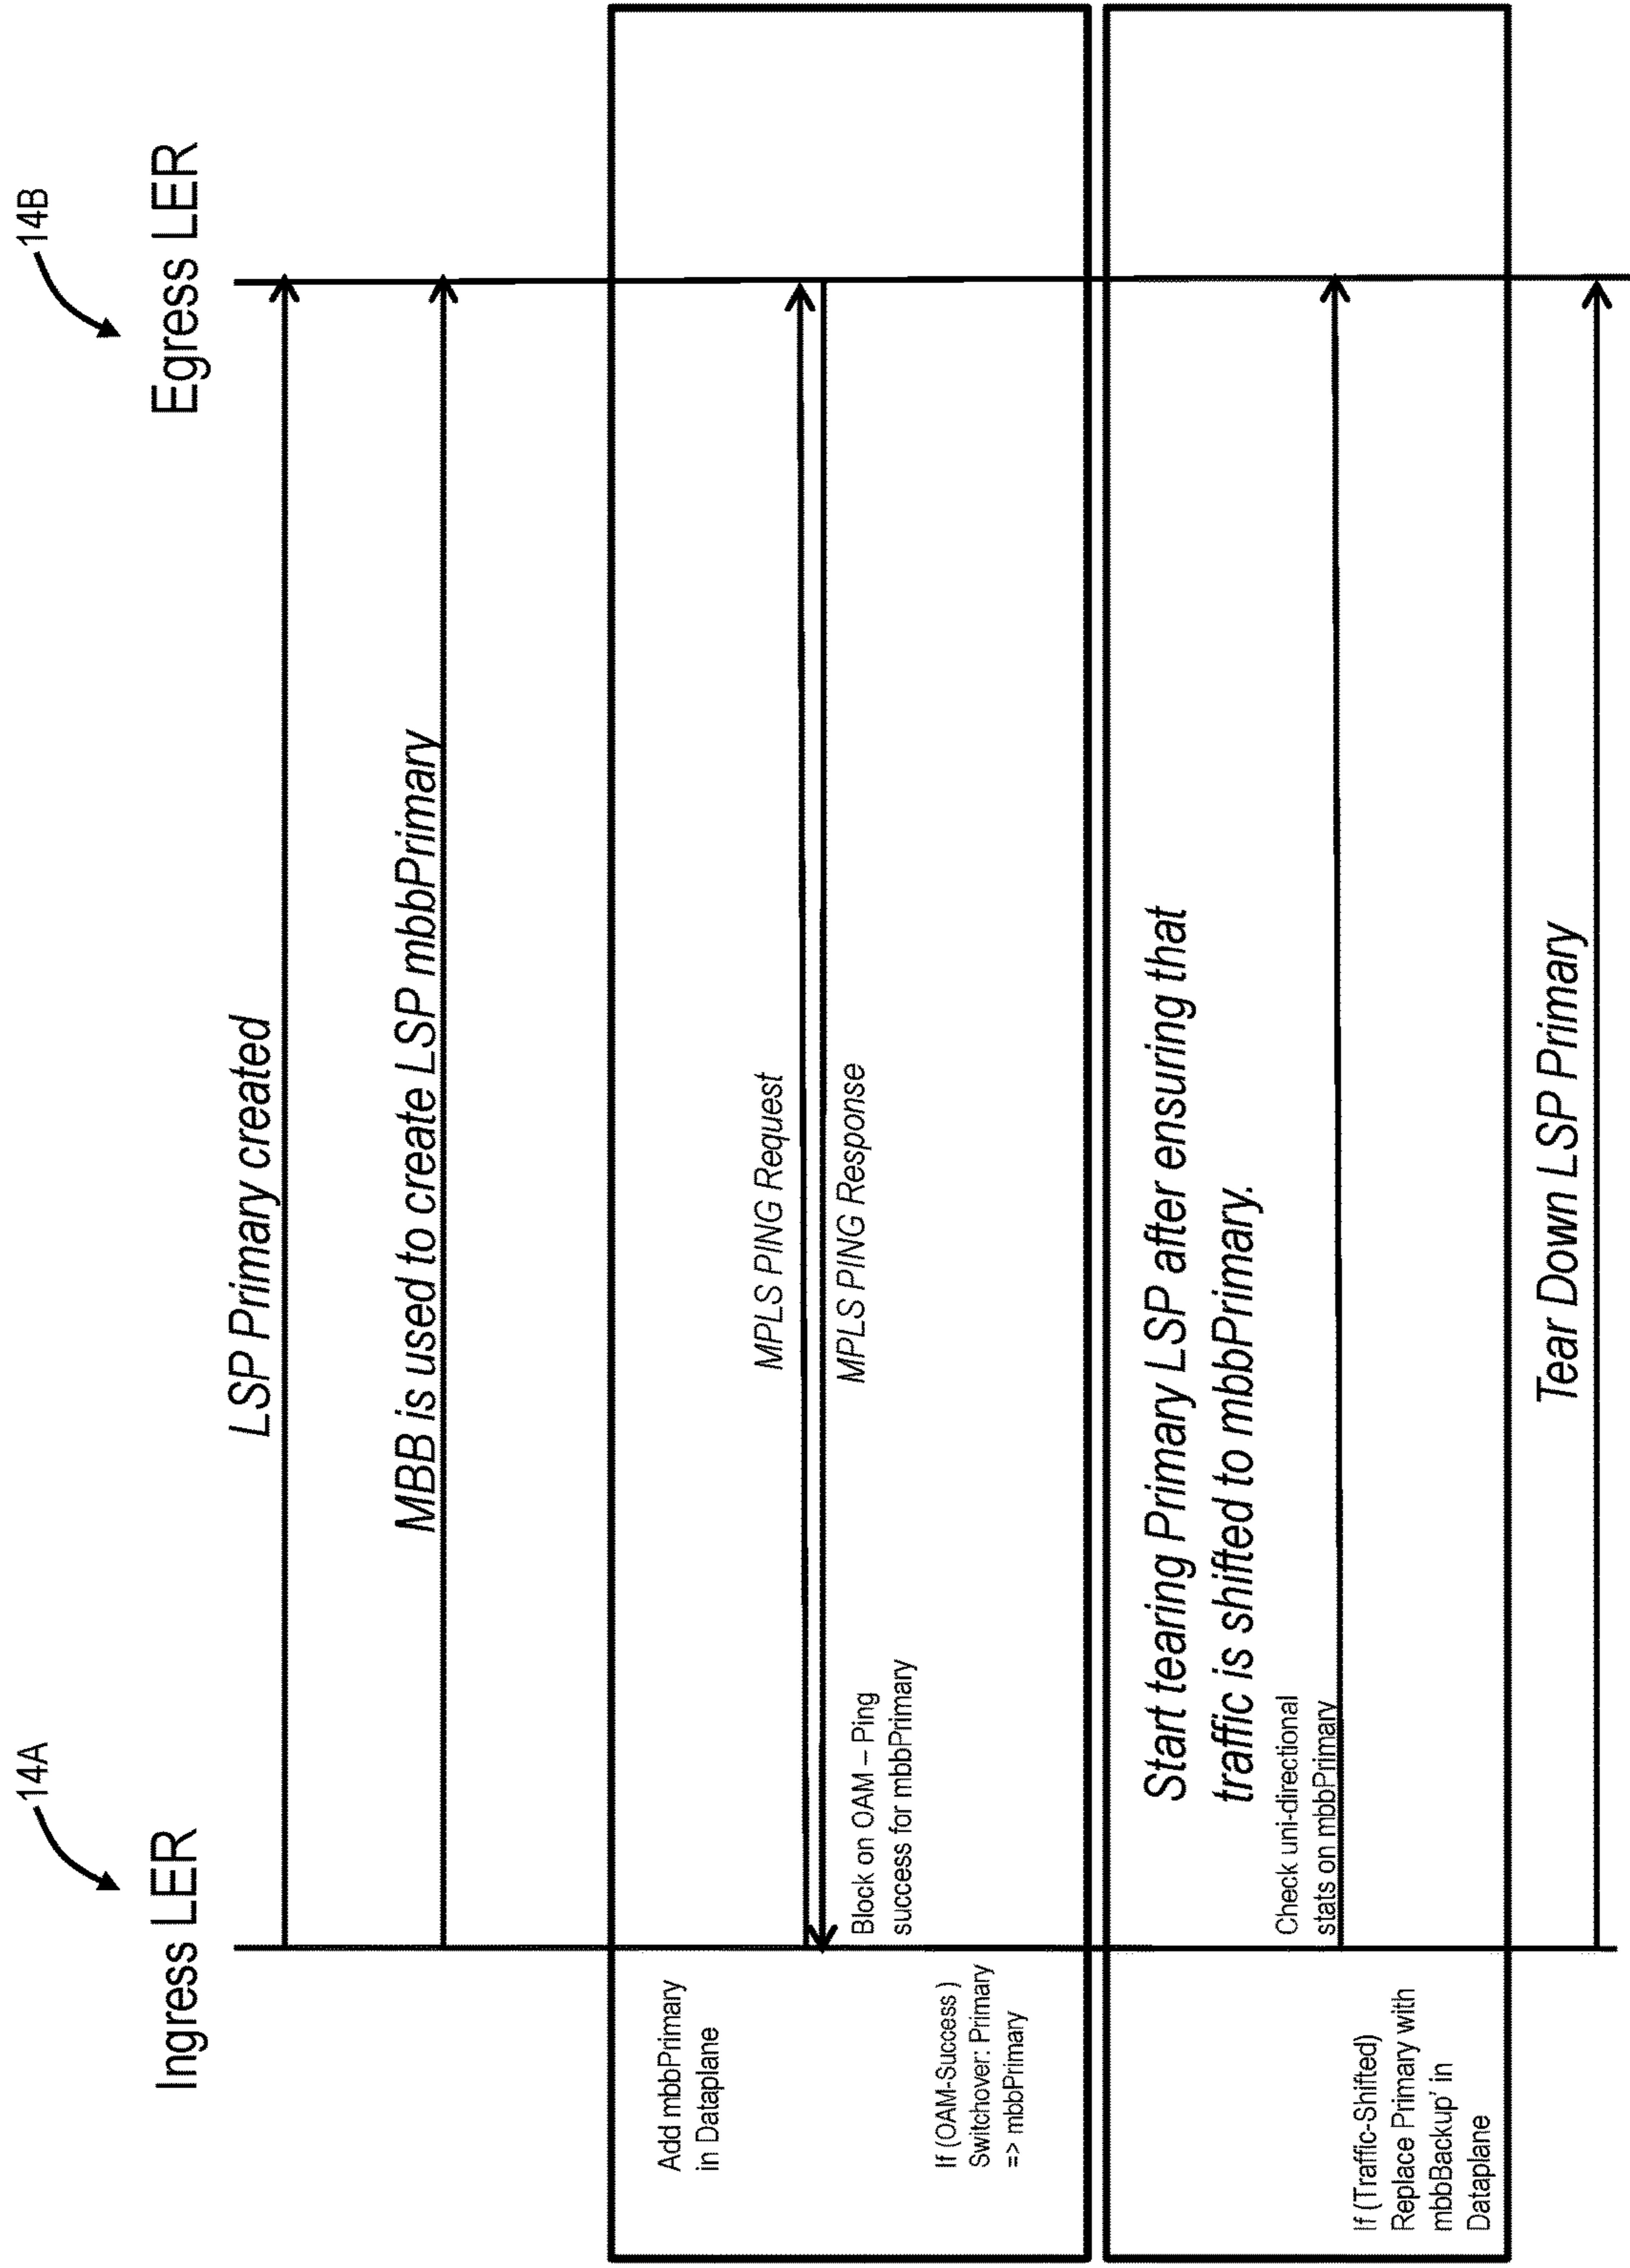 14A
14B
Ingress LER
Egress LER
LSP Primary created
MBB is used to create LSP mbbPrimary
Add mbbPrimary
in Dataplane
MPLS PING Request
MPLS PING Response
Block on OAM – Ping
success for mbbPrimary
If (OAM-Success )
Switchover: Primary
=> mbbPrimary
Start tearing Primary LSP after ensuring that
traffic is shifted to mbbPrimary.
Check uni-directional
stats on mbbPrimary
If (Traffic-Shifted)
Replace Primary with
mbbBackup' in
Dataplane
Tear Down LSP Primary